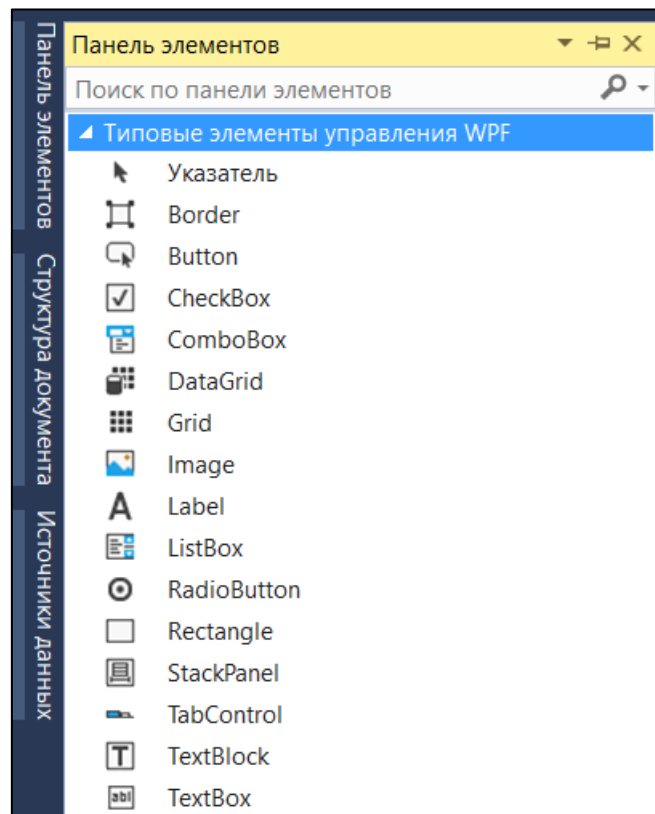 Панель элементов
Структура документа
Источники данных
Панель элементов
Поиск по панели элементов
Типовые элементы управления WPF
Указатель
Border
Button
CheckBox
ComboBox
DataGrid
Grid
Image
Label
ListBox
RadioButton
Rectangle
StackPanel
TabControl
TextBlock
TextBox